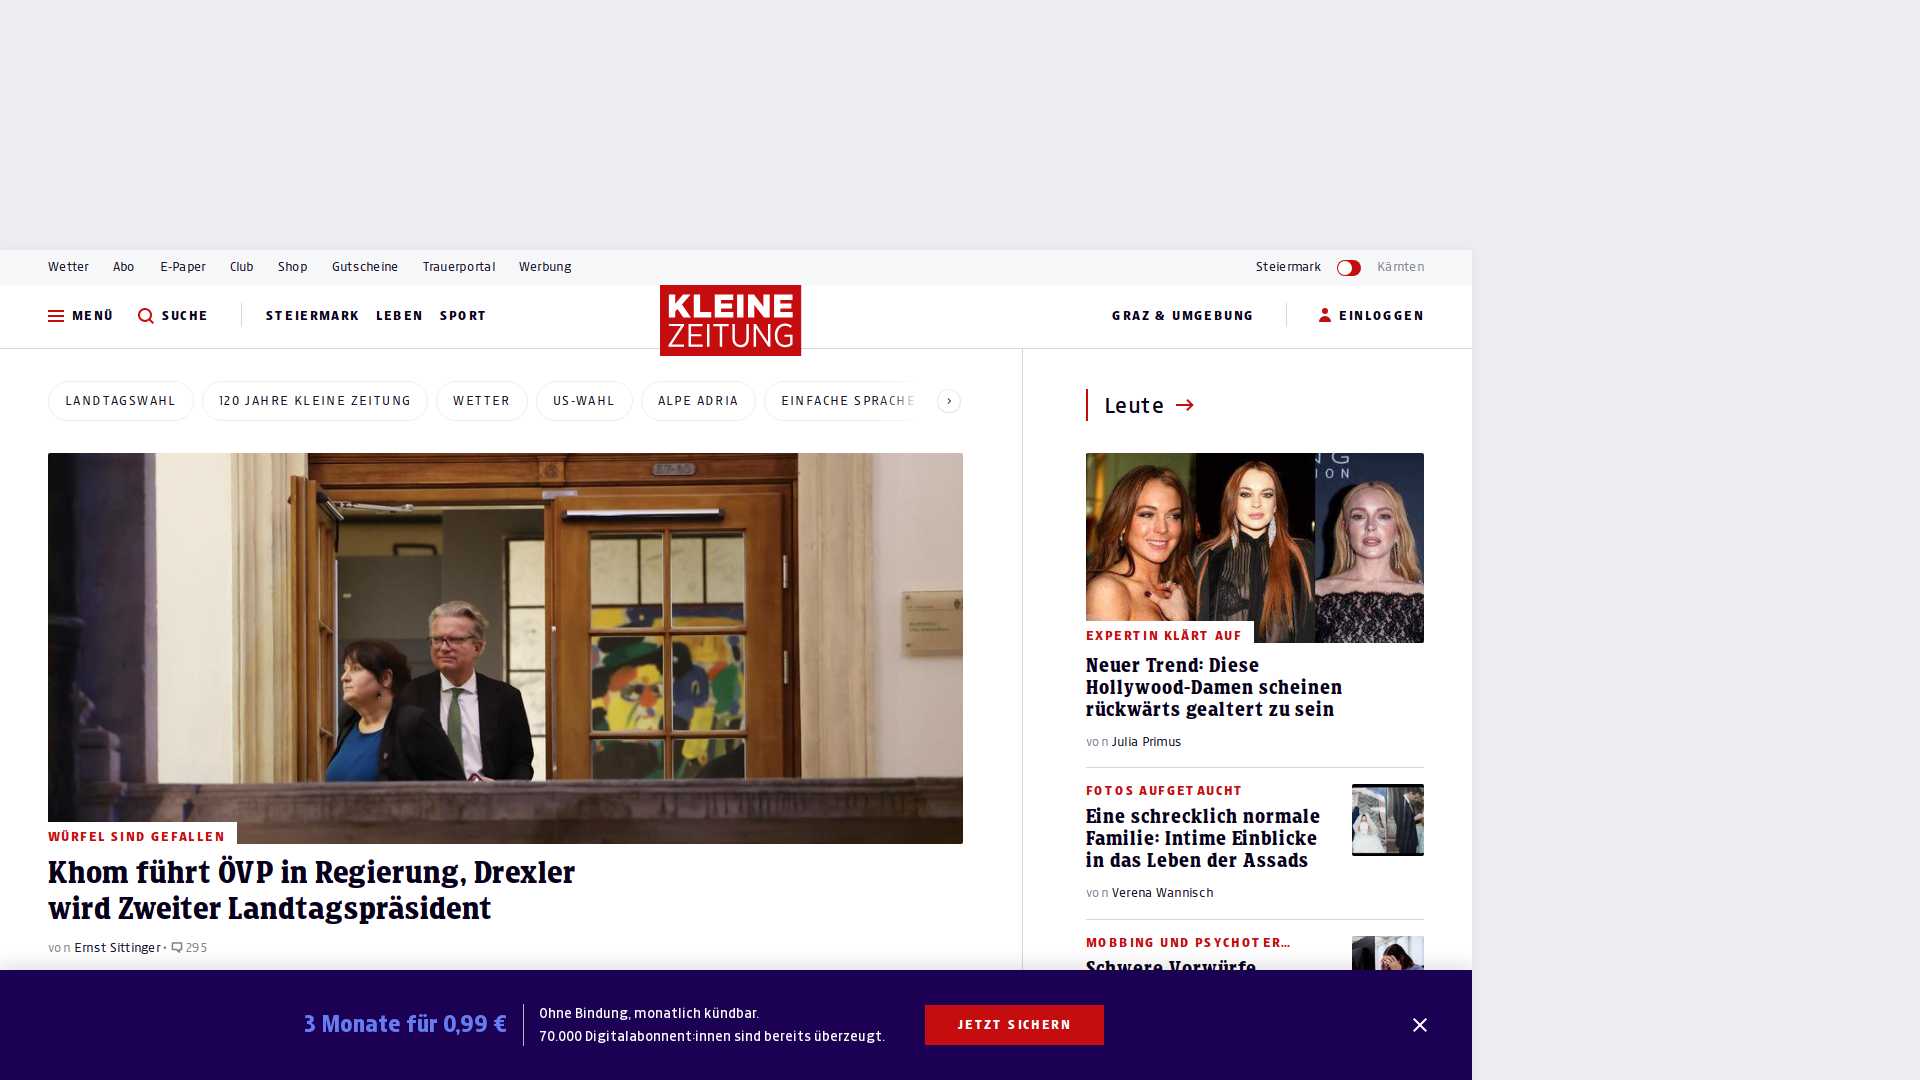 Wetter Abo E-Paper Club Shop Gutscheine Trauerportal Werbung Steiermark Kärnten
MENÜ SUCHE STEIERMARK LEBEN SPORT KLEINE ZEITUNG GRAZ & UMGEBUNG EINLOGGEN
LANDTAGSWAHL 120 JAHRE KLEINE ZEITUNG WETTER US-WAHL ALPE ADRIA EINFACHE SPRACHE
WÜRFEL SIND GEFALLEN
Khom führt ÖVP in Regierung, Drexler
wird Zweiter Landtagspräsident
von Ernst Sittinger • 295
Leute
EXPERTIN KLÄRT AUF
Neuer Trend: Diese
Hollywood-Damen scheinen
rückwärts gealtert zu sein
von Julia Primus
FOTOS AUFGETAUCHT
Eine schrecklich normale
Familie: Intime Einblicke
in das Leben der Assads
von Verena Wannisch
MOBBING UND PSYCHOTER…
Schwere Vorwürfe
3 Monate für 0,99 €
Ohne Bindung, monatlich kündbar.
70.000 Digitalabonnent:innen sind bereits überzeugt.
JETZT SICHERN